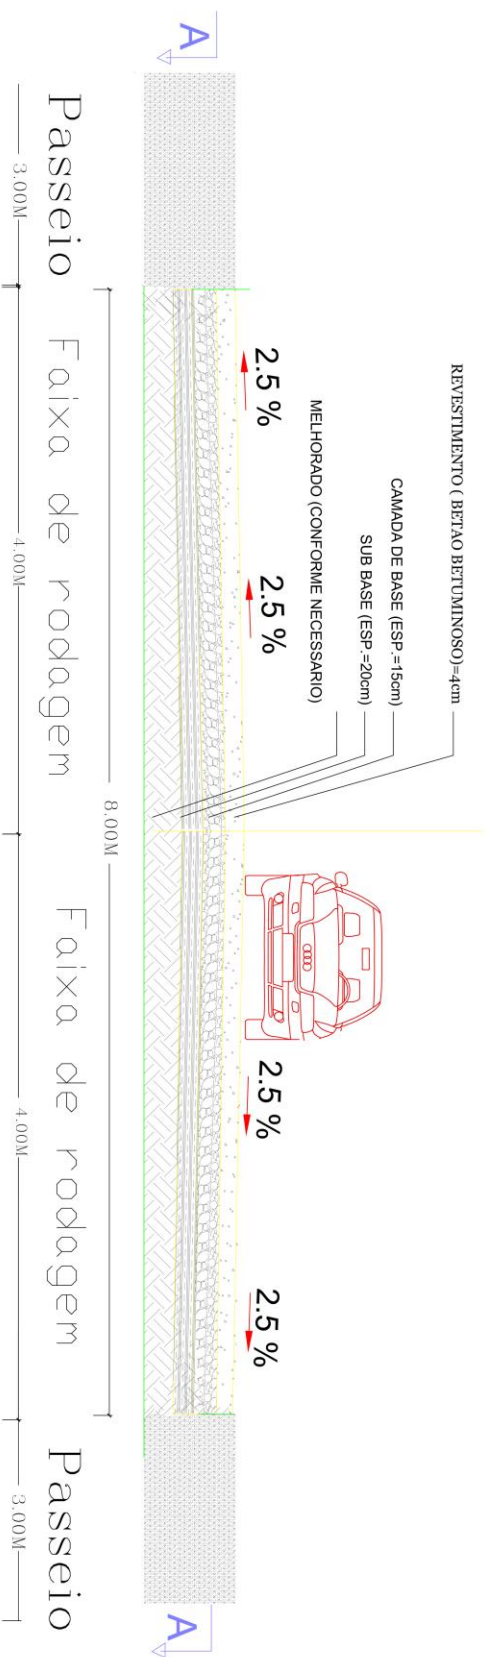 REVESTIMENTO ( BETAO BETUMINOSO)=4cm
CAMADA DE BASE (ESP.=15cm)
SUB BASE (ESP.=20cm)
MELHORADO (CONFORME NECESSARIO)
2.5 %
2.5 %
2.5 %
2.5 %
A
A
8.00M
Passeio
Faixa de rodagem
Faixa de rodagem
Passeio
3.00M
4.00M
4.00M
3.00M